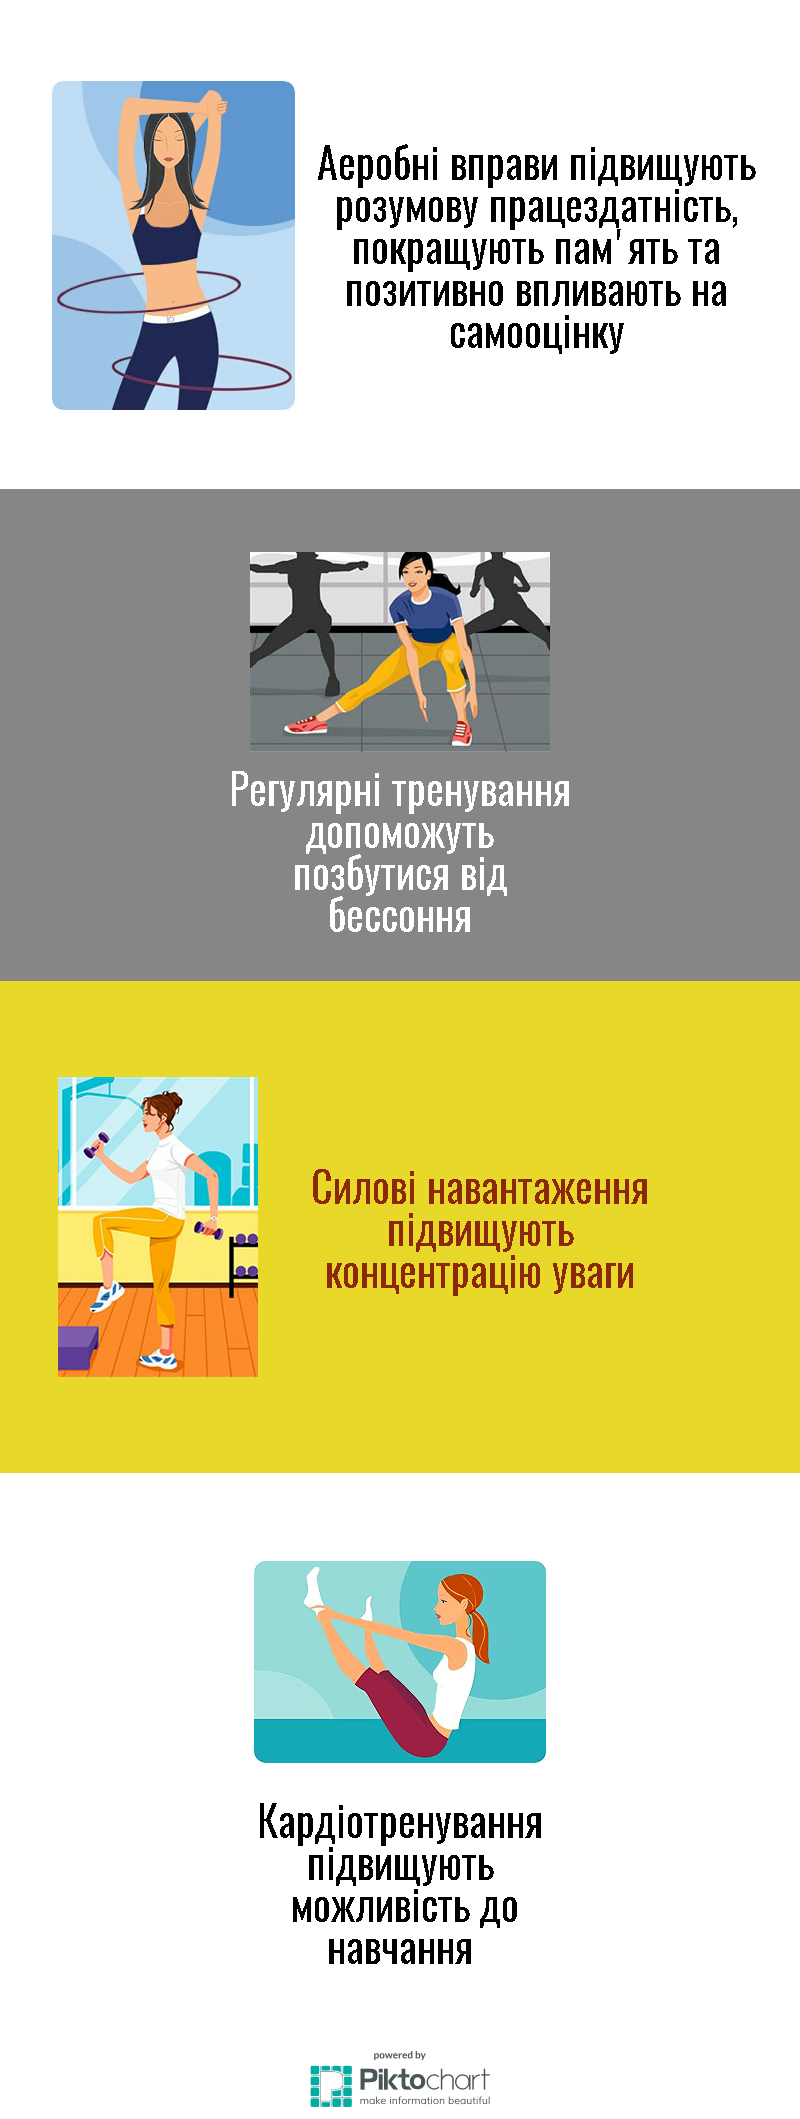 Аеробні вправи підвищують
розумову працездатність,
покращують пам'ять та
позитивно впливають на
самооцінку
Регулярні тренування
допоможуть
позбутися від
бессоння
Силові навантаження
підвищують
концентрацію уваги
Кардіотренування
підвищують
можливість до
навчання
powered by
Piktochart
make information beautiful